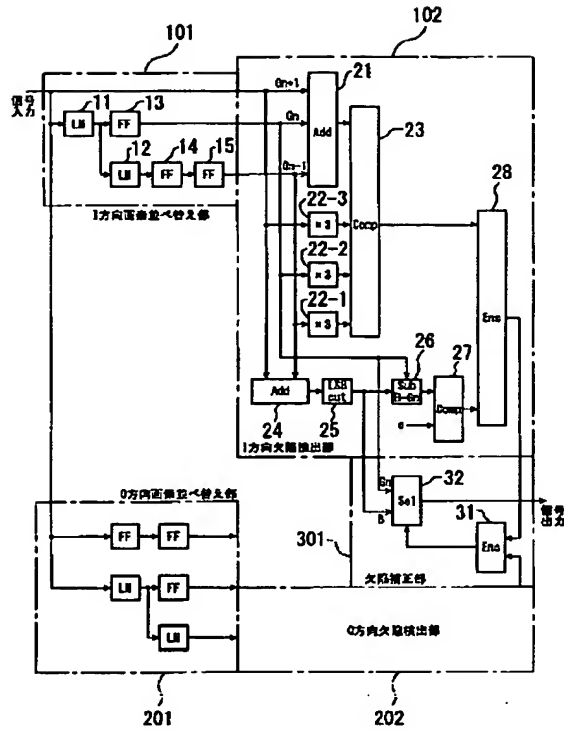 101
102
信号
入力
Gn+1
21
11
13
LM
FF
Gn
Add
23
12
14
15
LM
FF
FF
Gn-1
28
I方向画像並べ替え部
22-3
×3
Comp
22-2
×3
22-1
×3
Enc
26
27
Add
LSB
cut
Sub
B-Gn
Comp
24
25
α
I方向欠陥検出部
32
Gn
Sel
信号
出力
B
31
Q方向画像並べ替え部
FF
FF
301
Enc
LM
FF
欠陥補正部
LM
Q方向欠陥検出部
201
202